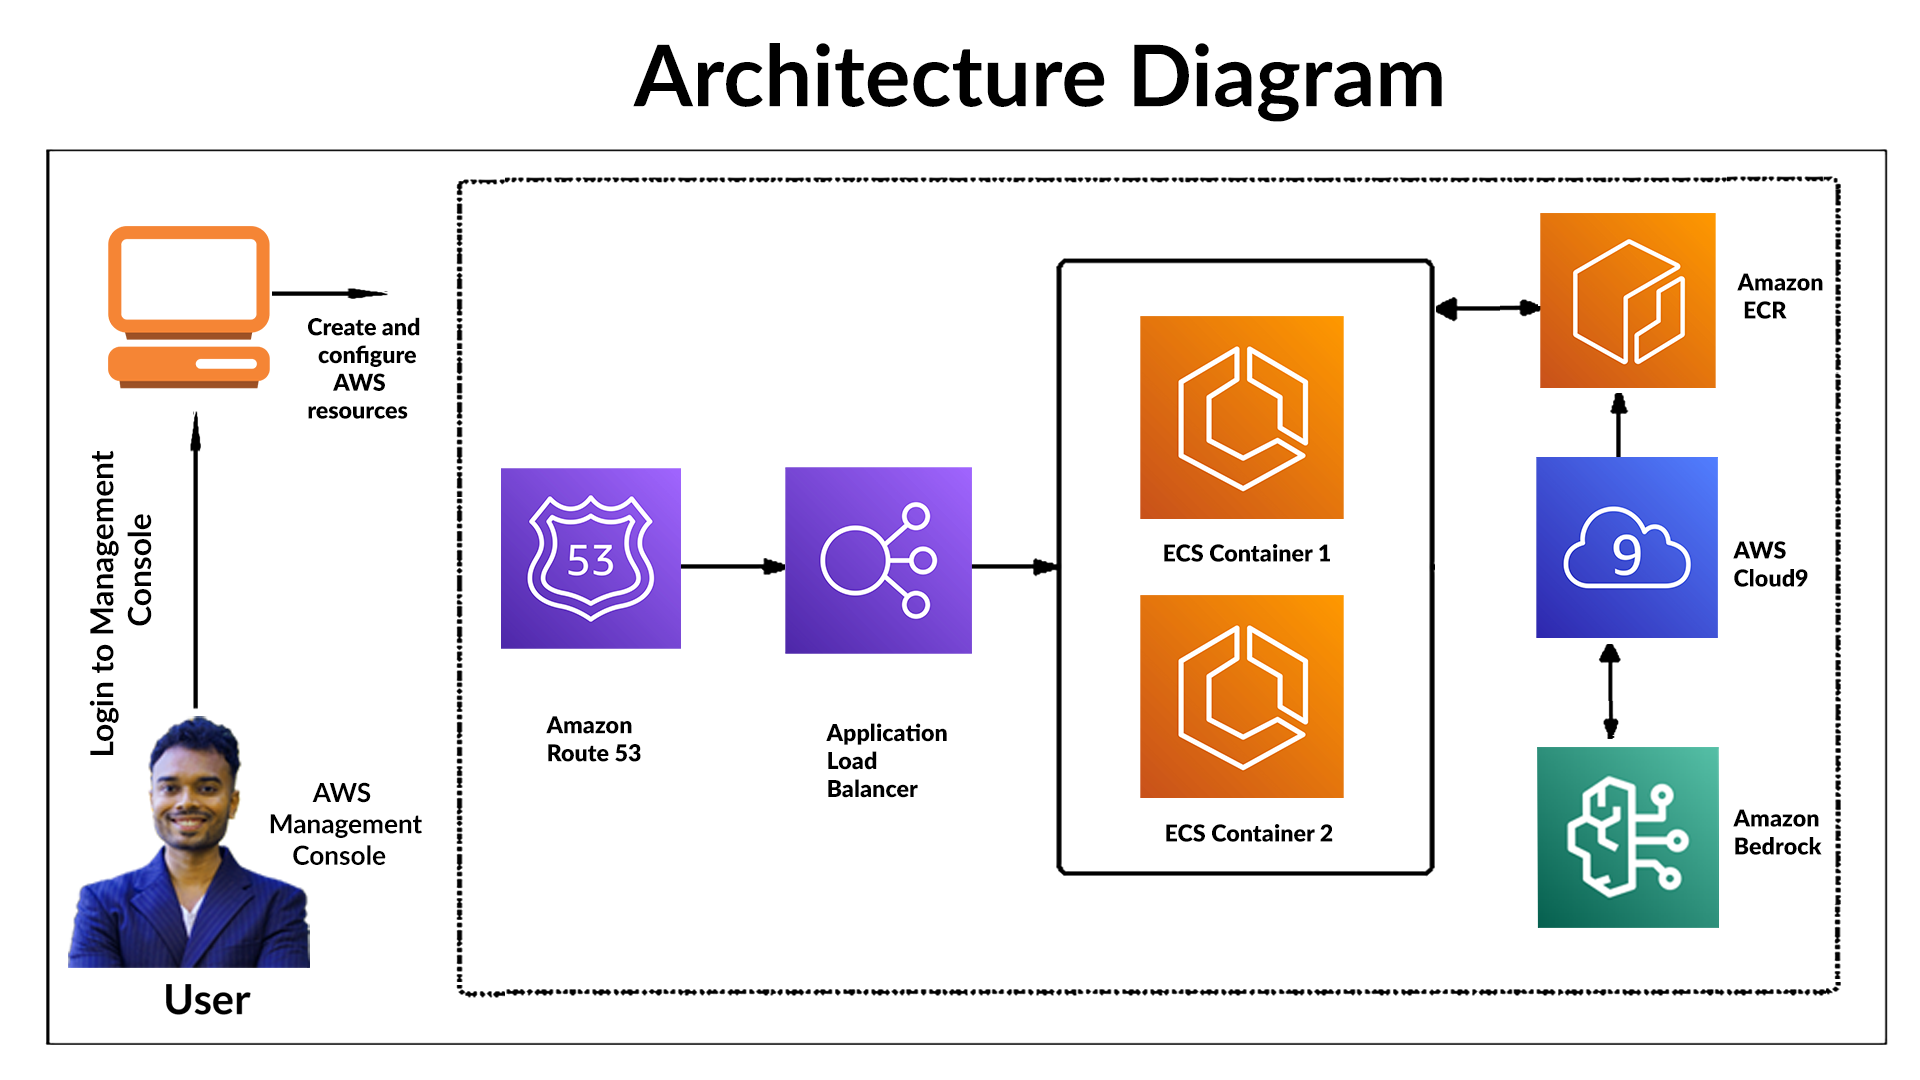 Architecture Diagram
Create and
configure
AWS
resources
Login to Management
Console
AWS
Management
Console
User
53
Amazon
Route 53
Application
Load
Balancer
ECS Container 1
ECS Container 2
Amazon
ECR
9
AWS
Cloud9
Amazon
Bedrock